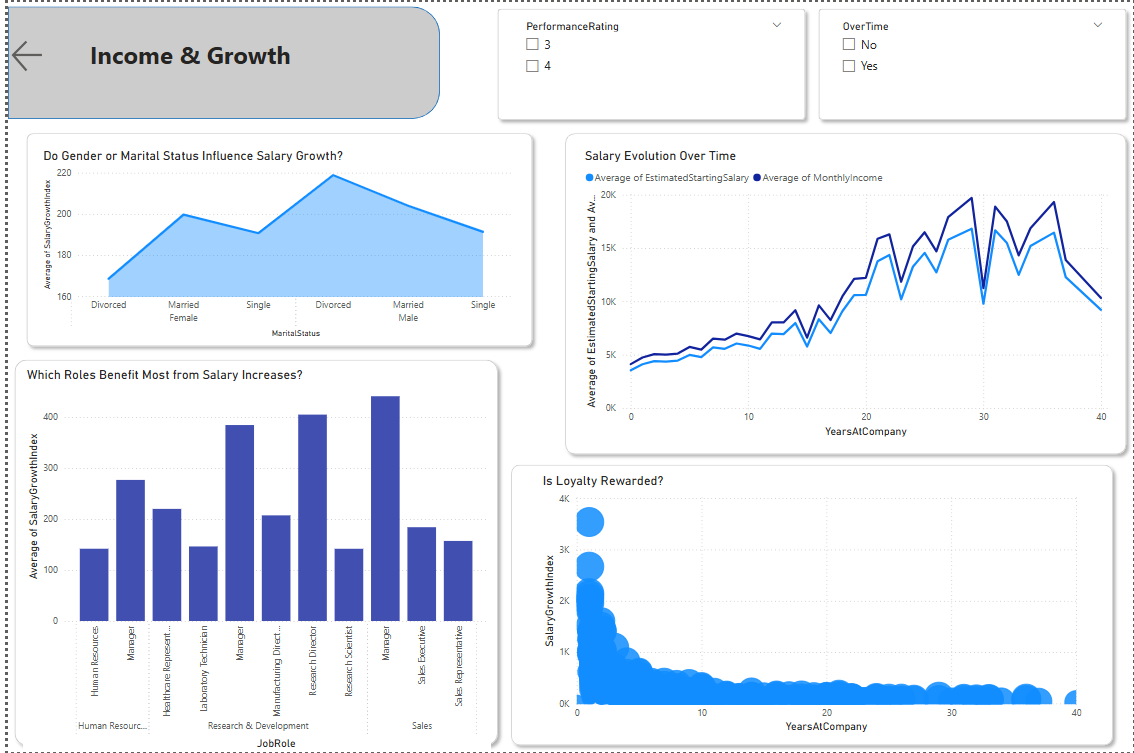 Income & Growth
PerformanceRating
3
4
OverTime
No
Yes
Do Gender or Marital Status Influence Salary Growth?
Average of SalaryGrowthIndex
220
200
180
160
Divorced Married Single Divorced Married Single
Female Male
MaritalStatus
Salary Evolution Over Time
Average of EstimatedStartingSalary Average of MonthlyIncome
Average of EstimatedStartingSalary and Av...
20K
15K
10K
5K
0K
0 10 20 30 40
YearsAtCompany
Which Roles Benefit Most from Salary Increases?
Average of SalaryGrowthIndex
400
300
200
100
0
Human Resources
Manager
Healthcare Represent...
Laboratory Technician
Manager
Manufacturing Direct...
Research Director
Research Scientist
Manager
Sales Executive
Sales Representative
Human Resourc... Research & Development Sales
JobRole
Is Loyalty Rewarded?
SalaryGrowthIndex
4K
3K
2K
1K
0K
0 10 20 30 40
YearsAtCompany